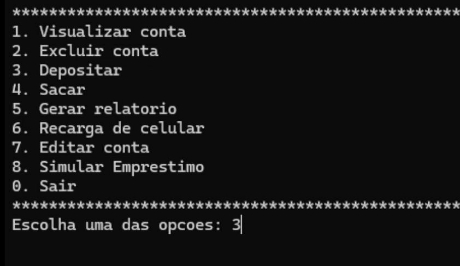 **************************************************
1. Visualizar conta
2. Excluir conta
3. Depositar
4. Sacar
5. Gerar relatorio
6. Recarga de celular
7. Editar conta
8. Simular Emprestimo
0. Sair
**************************************************
Escolha uma das opcoes: 3